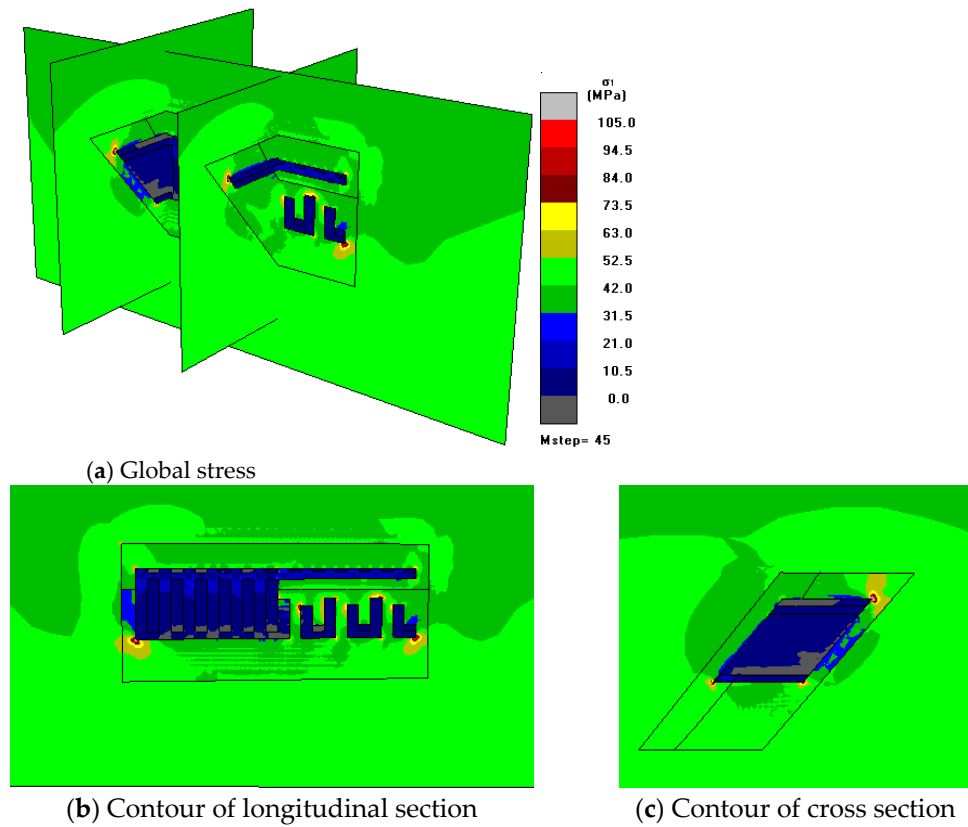 σ1
(MPa)
105.0
94.5
84.0
73.5
63.0
52.5
42.0
31.5
21.0
10.5
0.0
Mstep= 45
(a) Global stress
(b) Contour of longitudinal section
(c) Contour of cross section